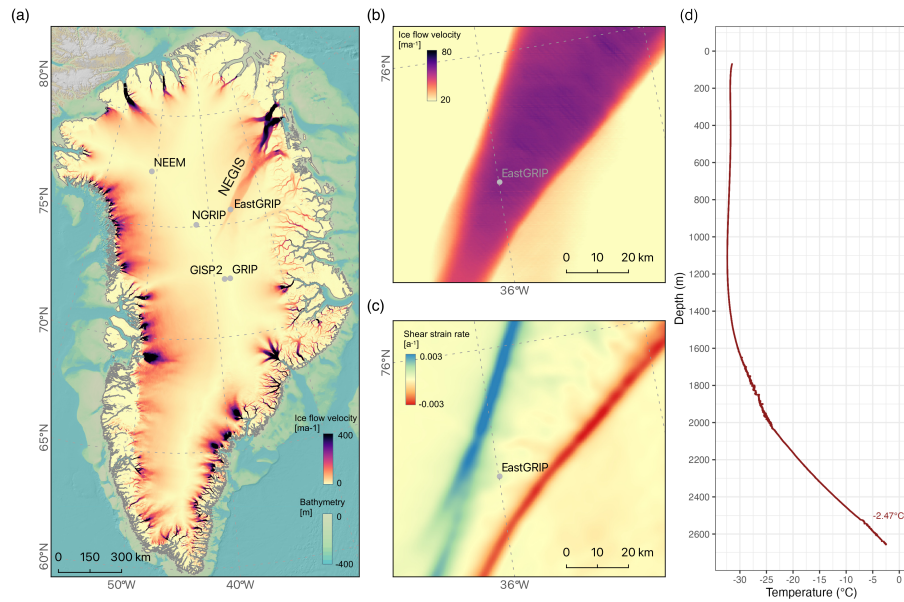 (a)
80°N
75°N
70°N
65°N
60°N
NEEM
NEGIS
EastGRIP
NGRIP
GISP2
GRIP
Ice flow velocity
[ma-1]
400
0
Bathymetry
[m]
0
-400
0 150 300 km
50°W
40°W
(b)
Ice flow velocity
[ma⁻¹]
80
20
76°N
EastGRIP
0 10 20 km
36°W
(c)
Shear strain rate
[a⁻¹]
0.003
-0.003
76°N
EastGRIP
0 10 20 km
36°W
(d)
Depth (m)
0
200
400
600
800
1000
1200
1400
1600
1800
2000
2200
2400
2600
-2.47°C
-30 -25 -20 -15 -10 -5 0
Temperature (°C)